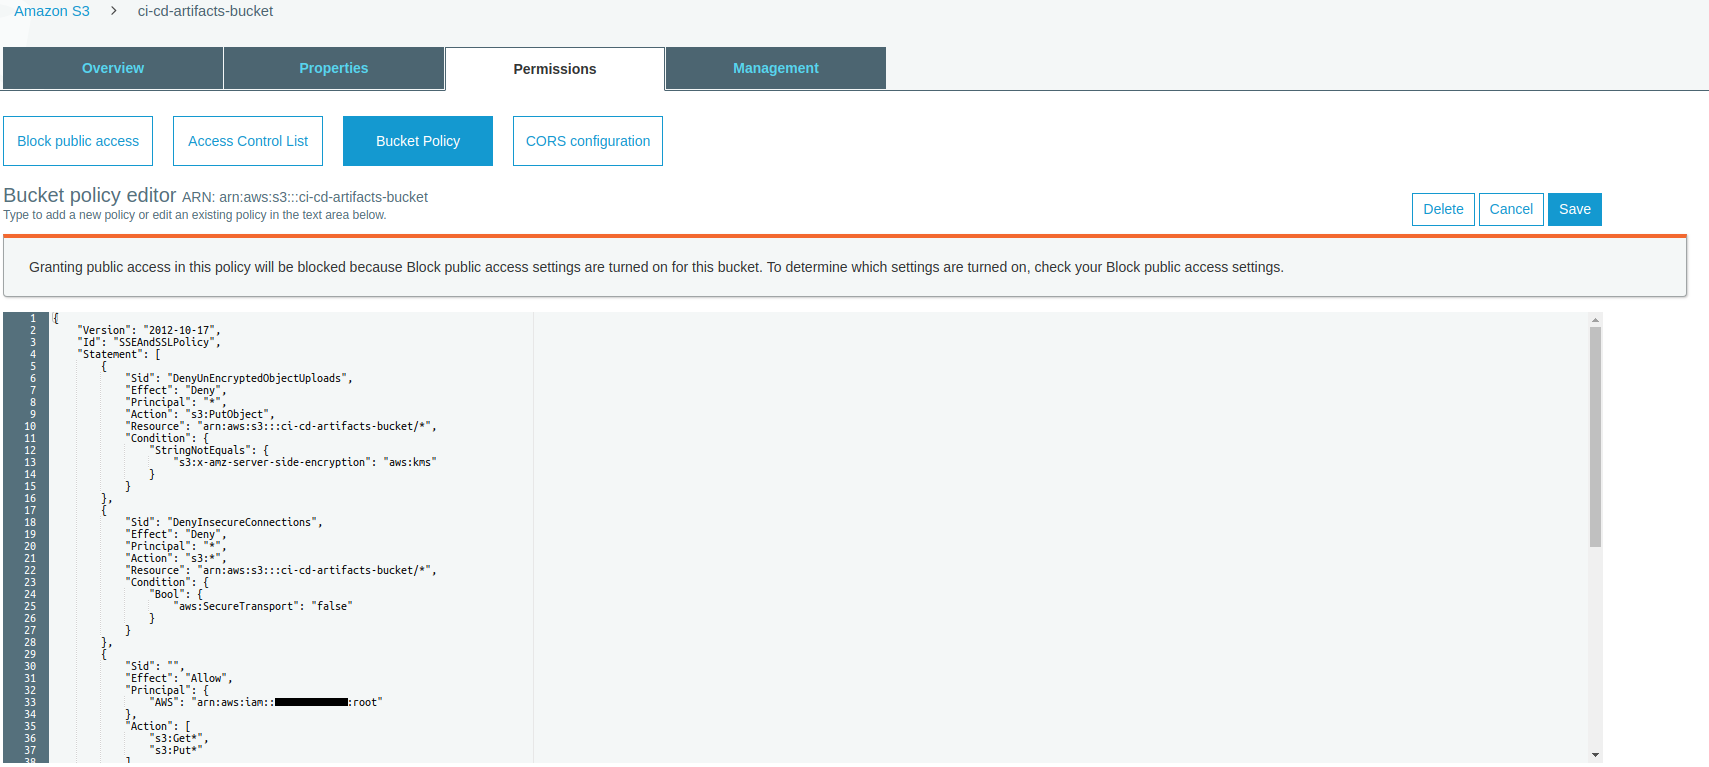 Amazon S3 > ci-cd-artifacts-bucket
Overview Properties Permissions Management
Block public access Access Control List Bucket Policy CORS configuration
Bucket policy editor ARN: arn:aws:s3:::ci-cd-artifacts-bucket
Type to add a new policy or edit an existing policy in the text area below.
Delete Cancel Save
Granting public access in this policy will be blocked because Block public access settings are turned on for this bucket. To determine which settings are turned on, check your Block public access settings.
1 {
2 "Version": "2012-10-17",
3 "Id": "SSEAndSSLPolicy",
4 "Statement": [
5 {
6 "Sid": "DenyUnEncryptedObjectUploads",
7 "Effect": "Deny",
8 "Principal": "*",
9 "Action": "s3:PutObject",
10 "Resource": "arn:aws:s3:::ci-cd-artifacts-bucket/*",
11 "Condition": {
12 "StringNotEquals": {
13 "s3:x-amz-server-side-encryption": "aws:kms"
14 }
15 }
16 },
17 {
18 "Sid": "DenyInsecureConnections",
19 "Effect": "Deny",
20 "Principal": "*",
21 "Action": "s3:*",
22 "Resource": "arn:aws:s3:::ci-cd-artifacts-bucket/*",
23 "Condition": {
24 "Bool": {
25 "aws:SecureTransport": "false"
26 }
27 }
28 },
29 {
30 "Sid": "",
31 "Effect": "Allow",
32 "Principal": {
33 "AWS": "arn:aws:iam:: :root"
34 },
35 "Action": [
36 "s3:Get*",
37 "s3:Put*"
38 ]